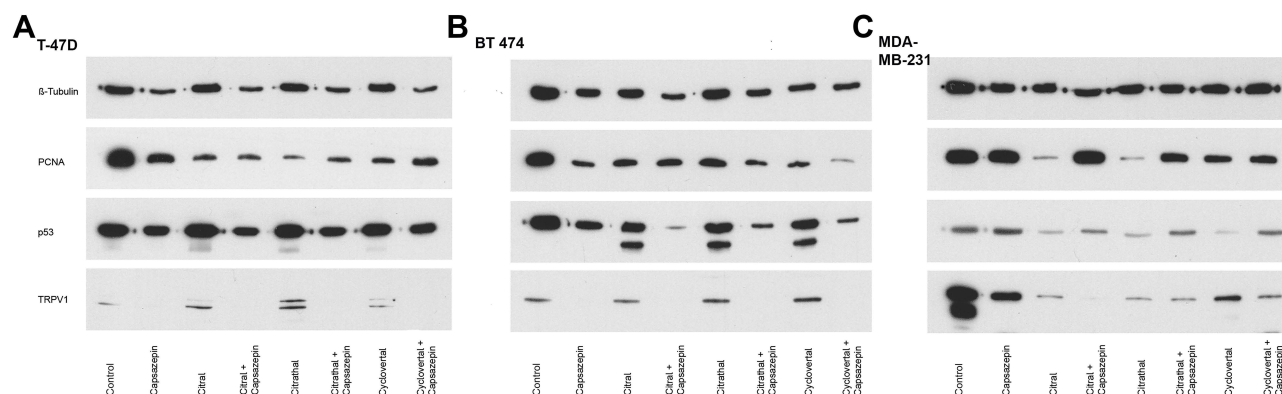 A
T-47D
B
BT 474
C
MDA-
MB-231
ß-Tubulin
PCNA
p53
TRPV1
Control
Capsazepin
Citral
Citral +
Capsazepin
Citrathal
Citrathal +
Capsazepin
Cyclovertal
Cyclovertal +
Capsazepin
Control
Capsazepin
Citral
Citral +
Capsazepin
Citrathal
Citrathal +
Capsazepin
Cyclovertal
Cyclovertal +
Capsazepin
Control
Capsazepin
Citral
Citral +
Capsazepin
Citrathal
Citrathal +
Capsazepin
Cyclovertal
Cyclovertal +
Capsazepin